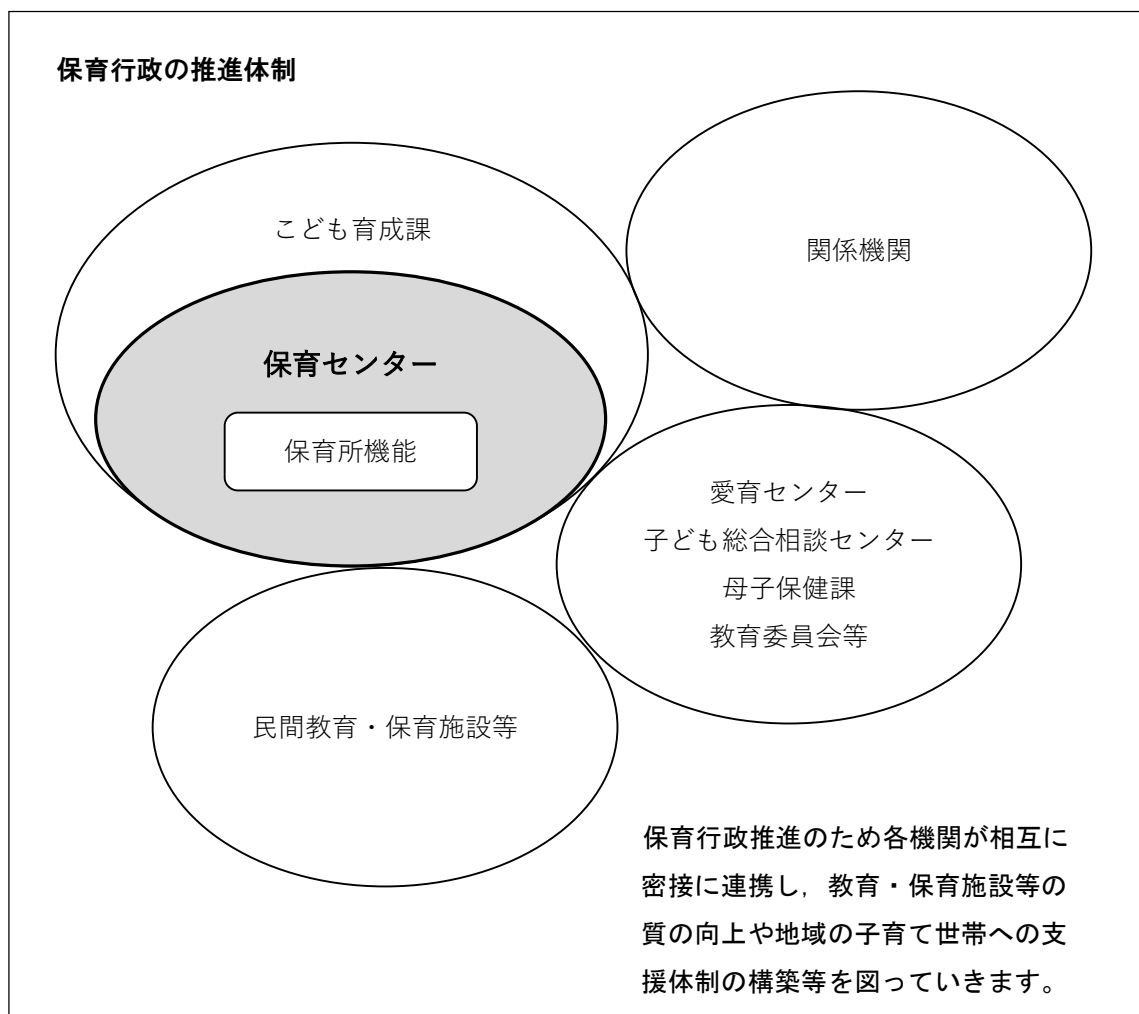 保育行政の推進体制
こども育成課
関係機関
保育センター
保育所機能
愛育センター
子ども総合相談センター
母子保健課
教育委員会等
民間教育・保育施設等
保育行政推進のため各機関が相互に
密接に連携し，教育・保育施設等の
質の向上や地域の子育て世帯への支
援体制の構築等を図っていきます。